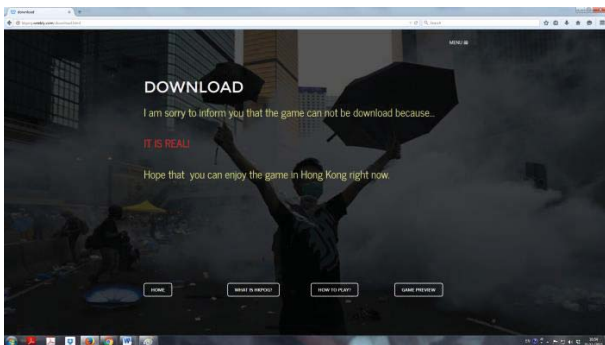 download
MENU
DOWNLOAD
I am sorry to inform you that the game can not be download because...
IT IS REAL!
Hope that you can enjoy the game in Hong Kong right now.
HOME
WHAT IS HKPOG?
HOW TO PLAY?
GAME PREVIEW